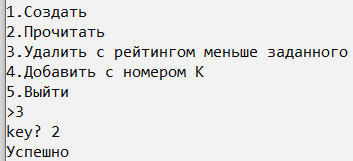 1.Создать
2.Прочитать
3.Удалить с рейтингом меньше заданного
4.Добавить с номером K
5.Выйти
>3
key? 2
Успешно